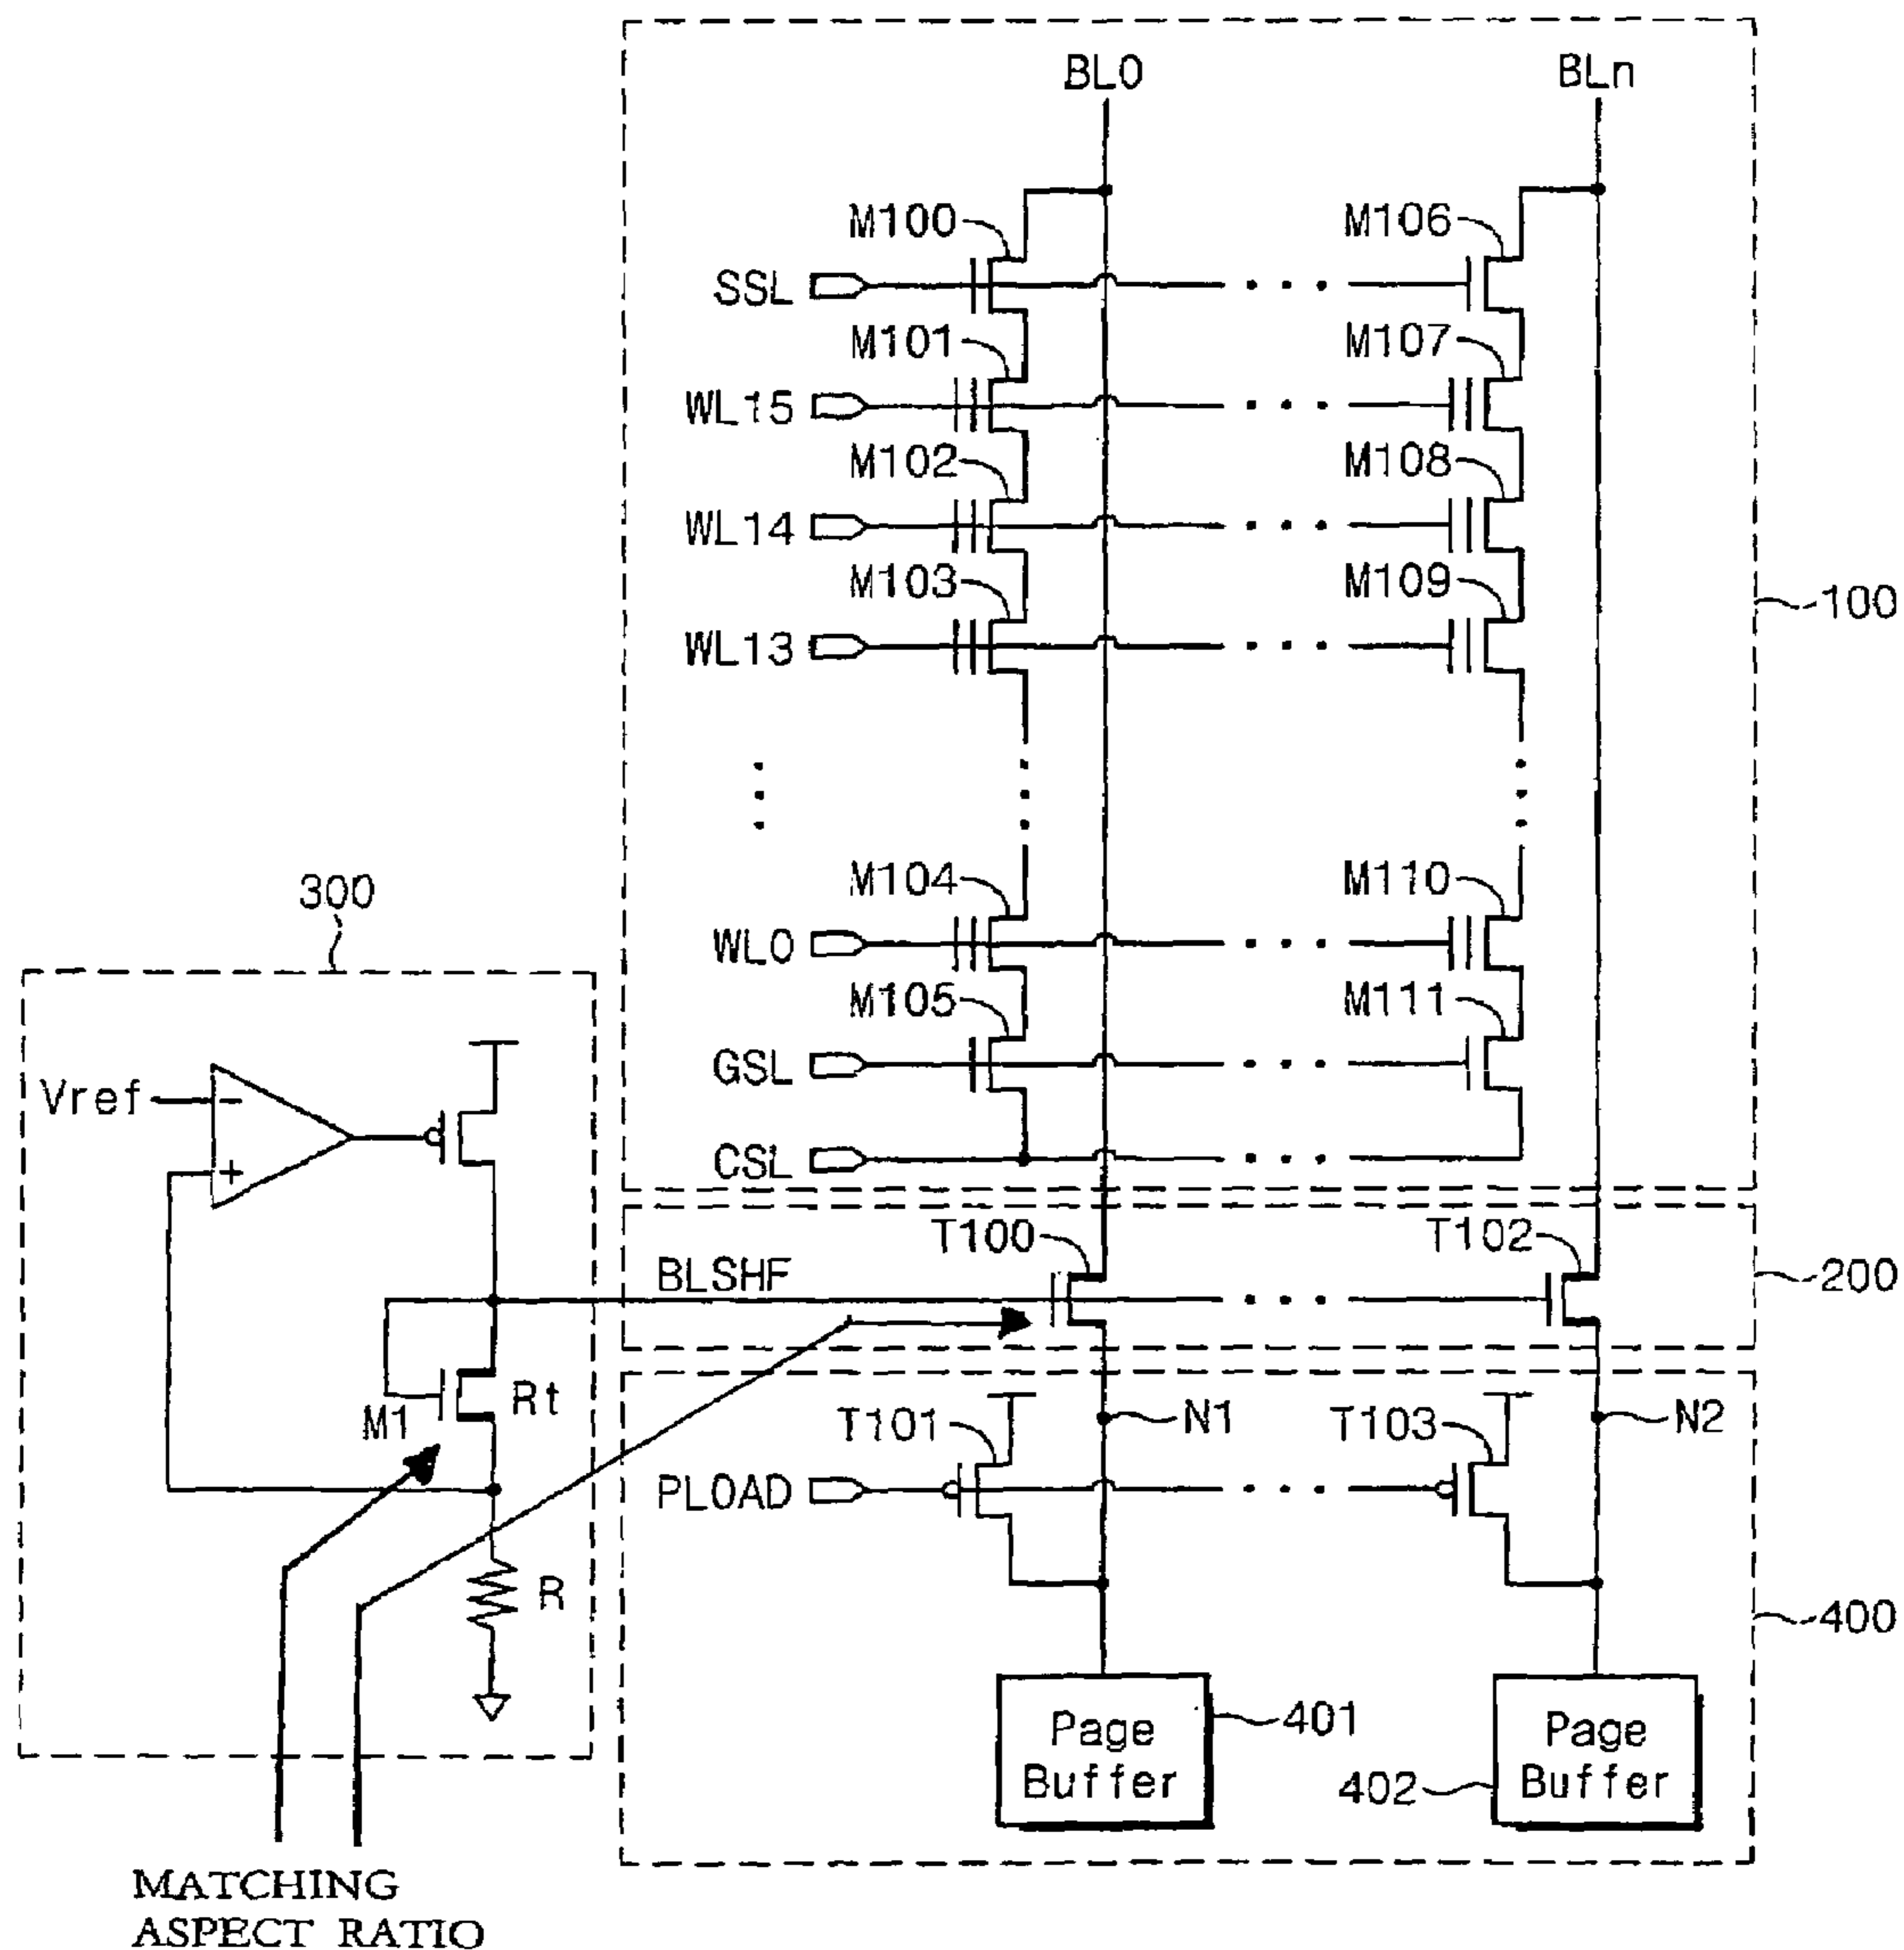 BL0 BLn
M100 M106
SSL
M101 M107
WL15
M102 M108
WL14
M103 M109
WL13
100
M104 M110
300
WL0
M105 M111
GSL
Vref
-
+
CSL
T100 T102
BLSHF
200
M1 Rt
T101 N1 T103 N2
PLOAD
R
400
Page
Buffer
401
Page
Buffer
402
MATCHING
ASPECT RATIO